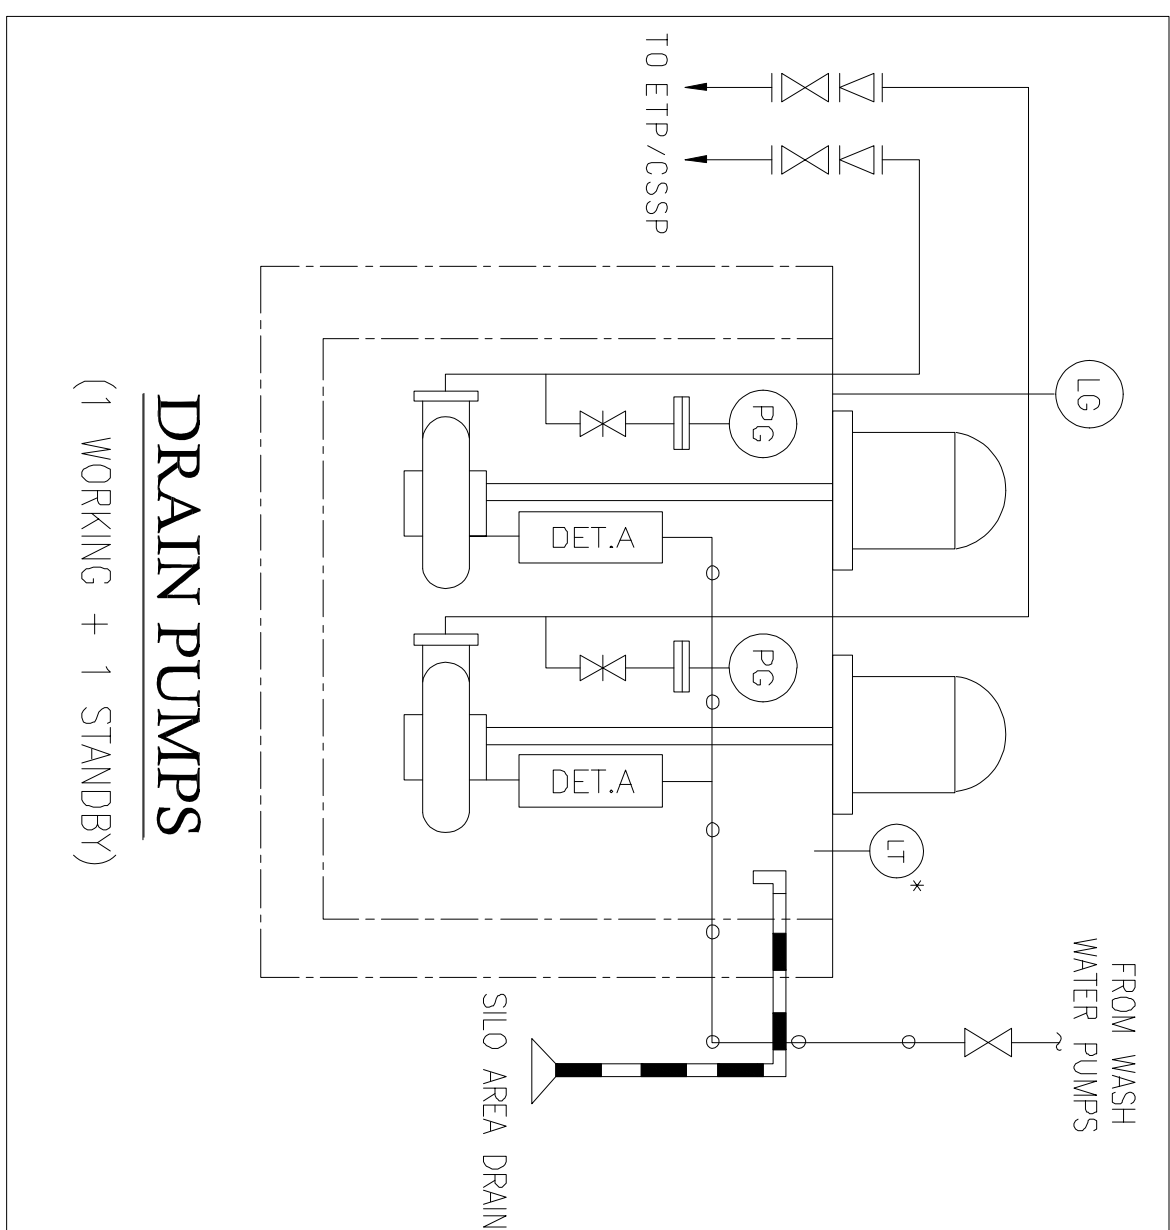 TO ETP/CSSP
LG
PG
DET.A
PG
DET.A
LT
*
FROM WASH
WATER PUMPS
SILO AREA DRAIN
DRAIN PUMPS
(1 WORKING + 1 STANDBY)